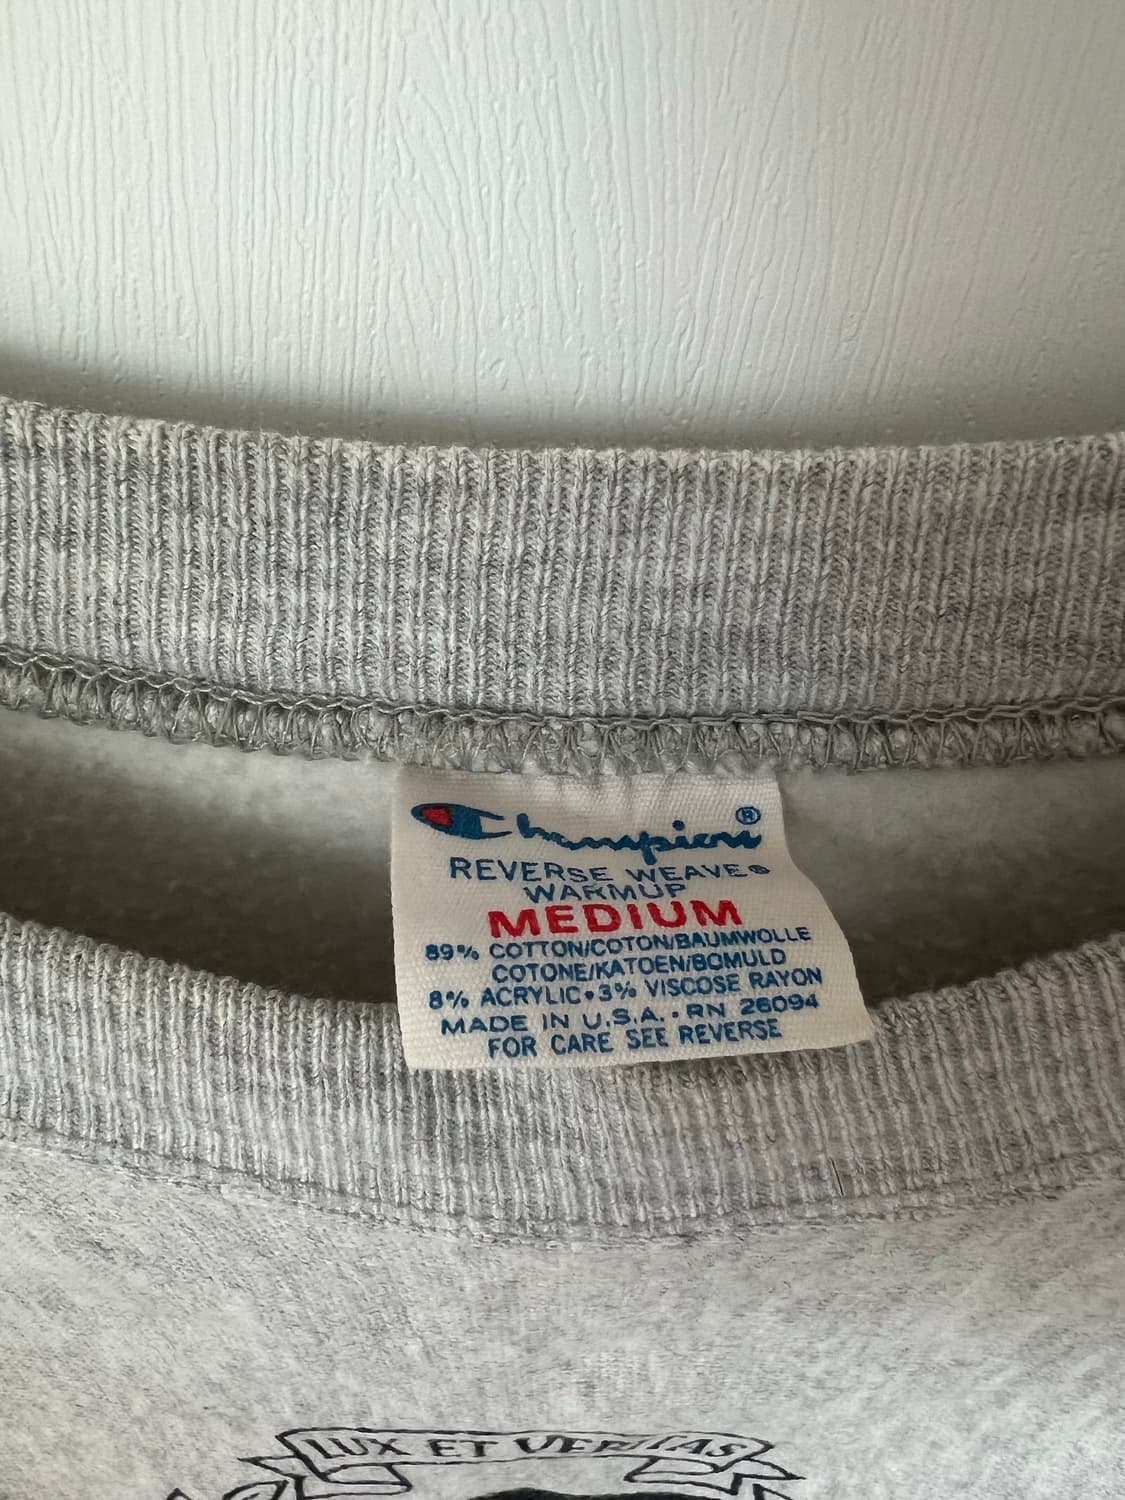 Champion®
REVERSE WEAVE®
WARMUP
MEDIUM
89% COTTON/COTON/BAUMWOLLE
COTONE/KATOEN/BOMULD
8% ACRYLIC•3% VISCOSE RAYON
MADE IN U.S.A.•RN 26094
FOR CARE SEE REVERSE
LUX ET VERITAS